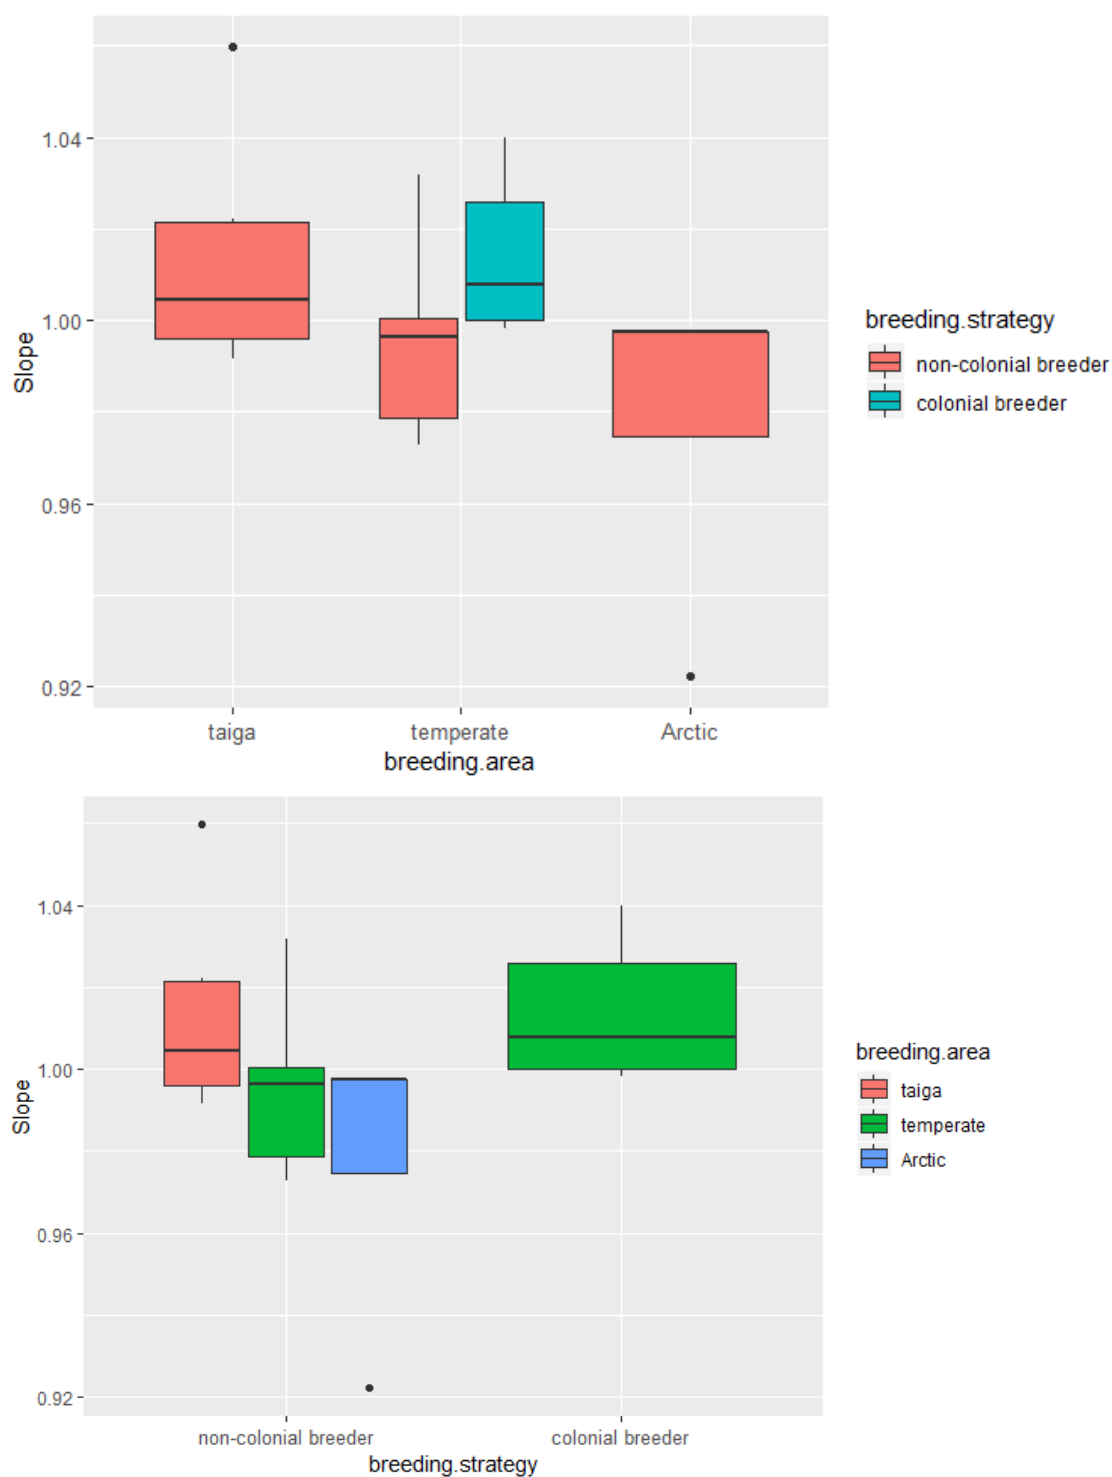 1.04
1.00
0.96
0.92
Slope
taiga
temperate
Arctic
breeding.area
breeding.strategy
non-colonial breeder
colonial breeder
1.04
1.00
0.96
0.92
Slope
non-colonial breeder
colonial breeder
breeding.strategy
breeding.area
taiga
temperate
Arctic